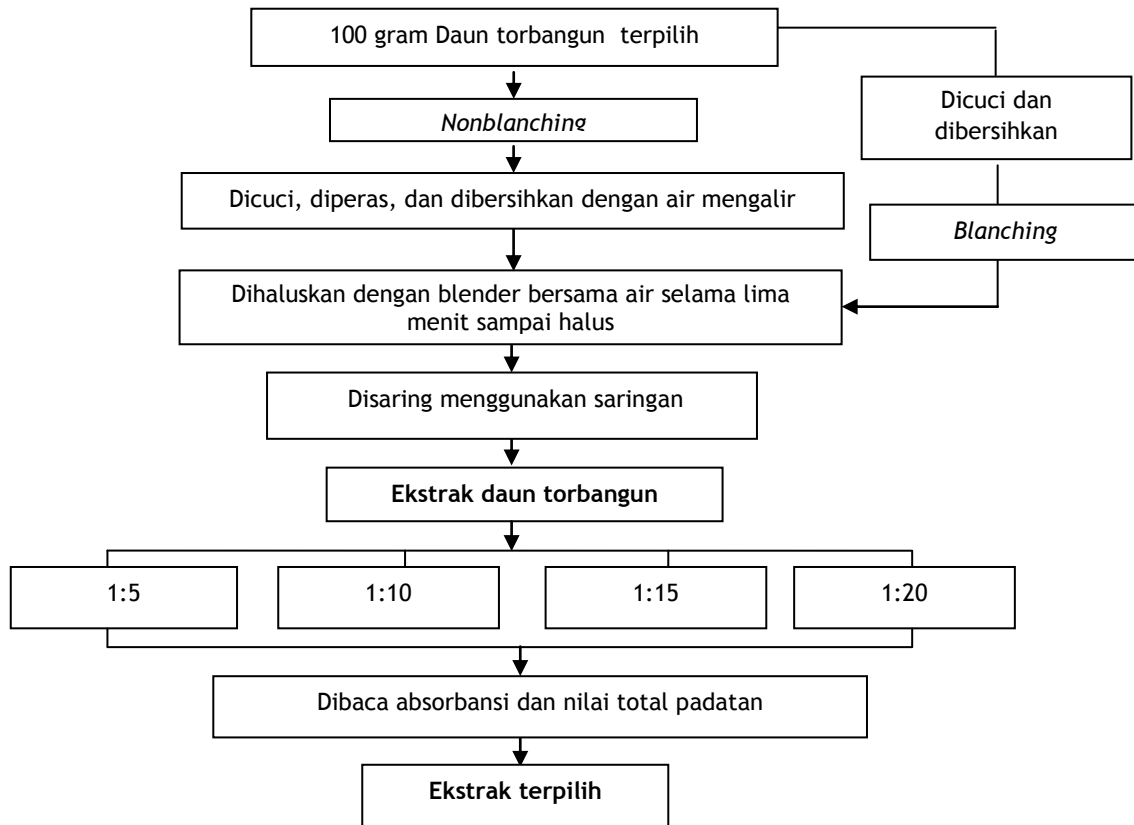 100 gram Daun torbangun terpilih
Dicuci dan
dibersihkan
Nonblanching
Dicuci, diperas, dan dibersihkan dengan air mengalir
Blanching
Dihaluskan dengan blender bersama air selama lima
menit sampai halus
Disaring menggunakan saringan
Ekstrak daun torbangun
1:5
1:10
1:15
1:20
Dibaca absorbansi dan nilai total padatan
Ekstrak terpilih